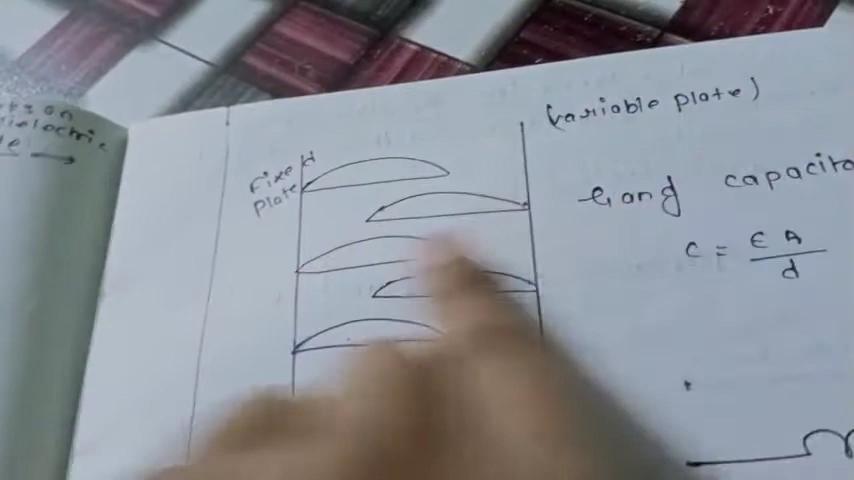 Fixed
plate
(variable plate)
Gang capacito
C = ε A
d